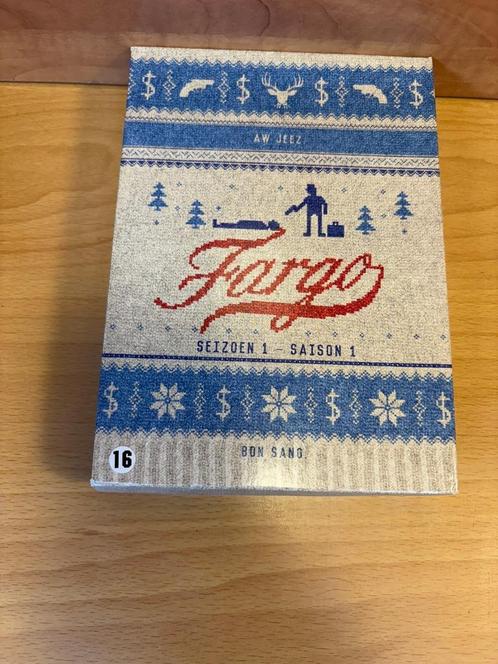 AW JEEZ
Fargo
SEIZOEN 1 - SAISON 1
BON SANG
16